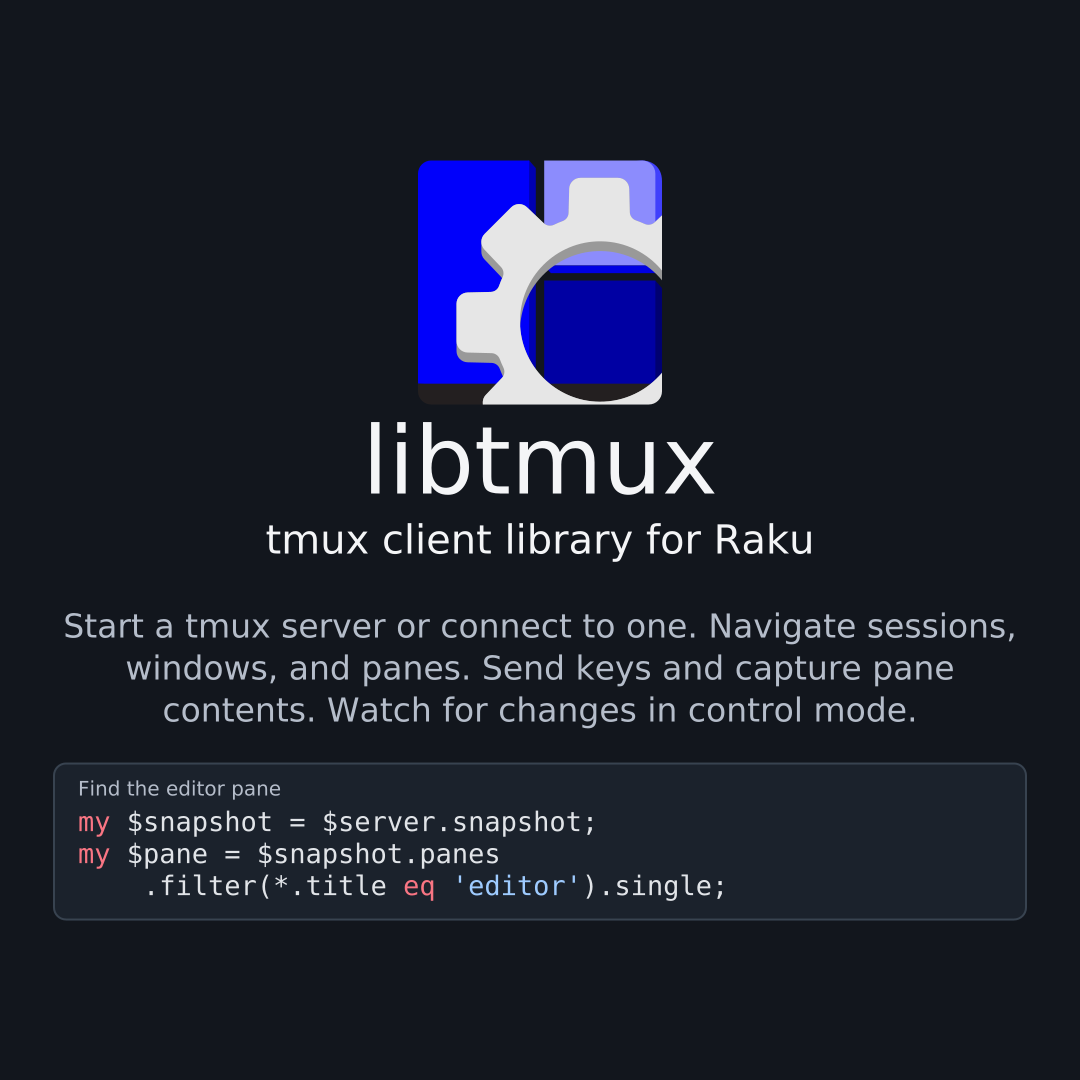 libtmux
tmux client library for Raku
Start a tmux server or connect to one. Navigate sessions,
windows, and panes. Send keys and capture pane
contents. Watch for changes in control mode.
Find the editor pane
my $snapshot = $server.snapshot;
my $pane = $snapshot.panes
    .filter(*.title eq 'editor').single;